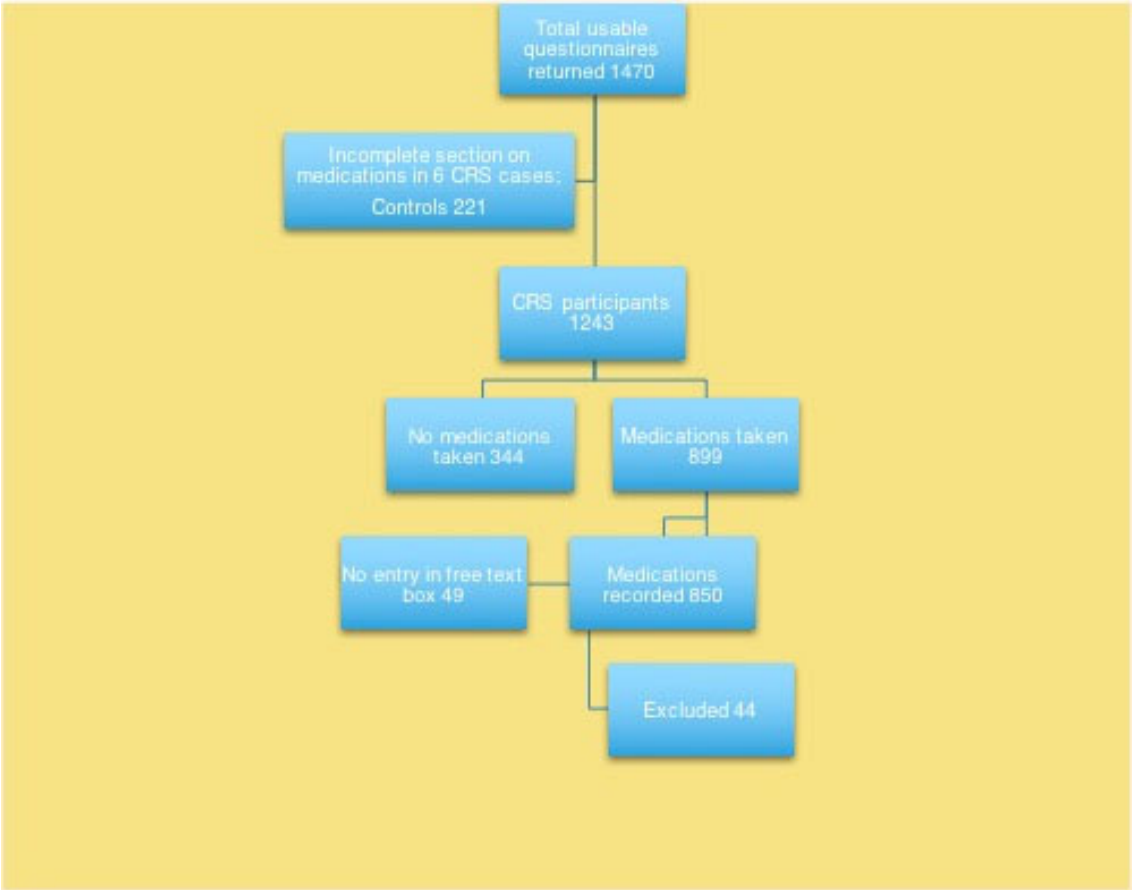 Total usable
questionnaires
returned 1470
Incomplete section on
medications in 6 CRS cases;
Controls 221
CRS participants
1243
No medications
taken 344
Medications taken
899
No entry in free text
box 49
Medications
recorded 850
Excluded 44